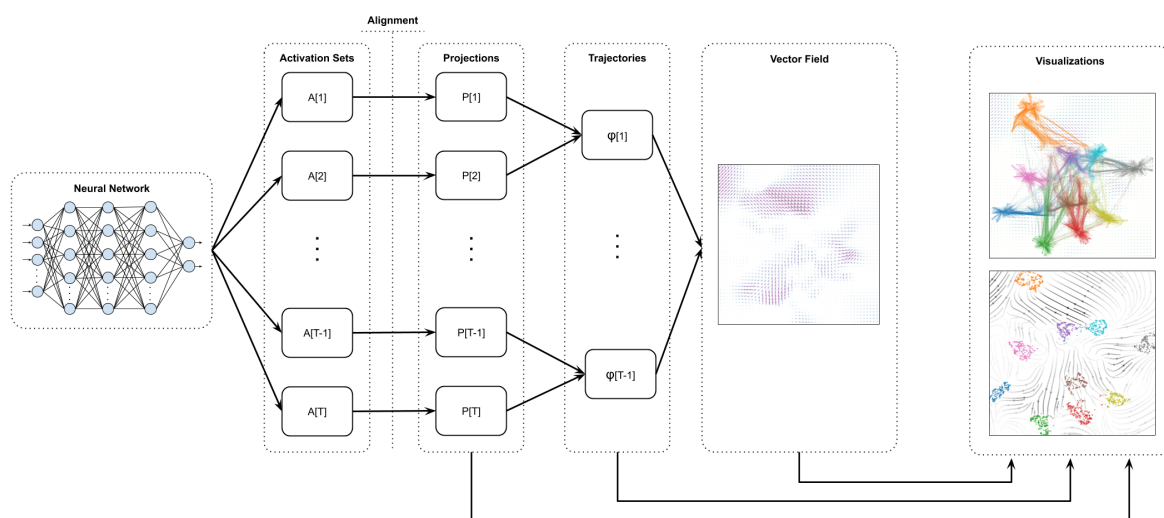 Alignment
Neural Network
Activation Sets
Projections
Trajectories
Vector Field
Visualizations
A[1]
P[1]
φ[1]
A[2]
P[2]
A[T-1]
P[T-1]
φ[T-1]
A[T]
P[T]